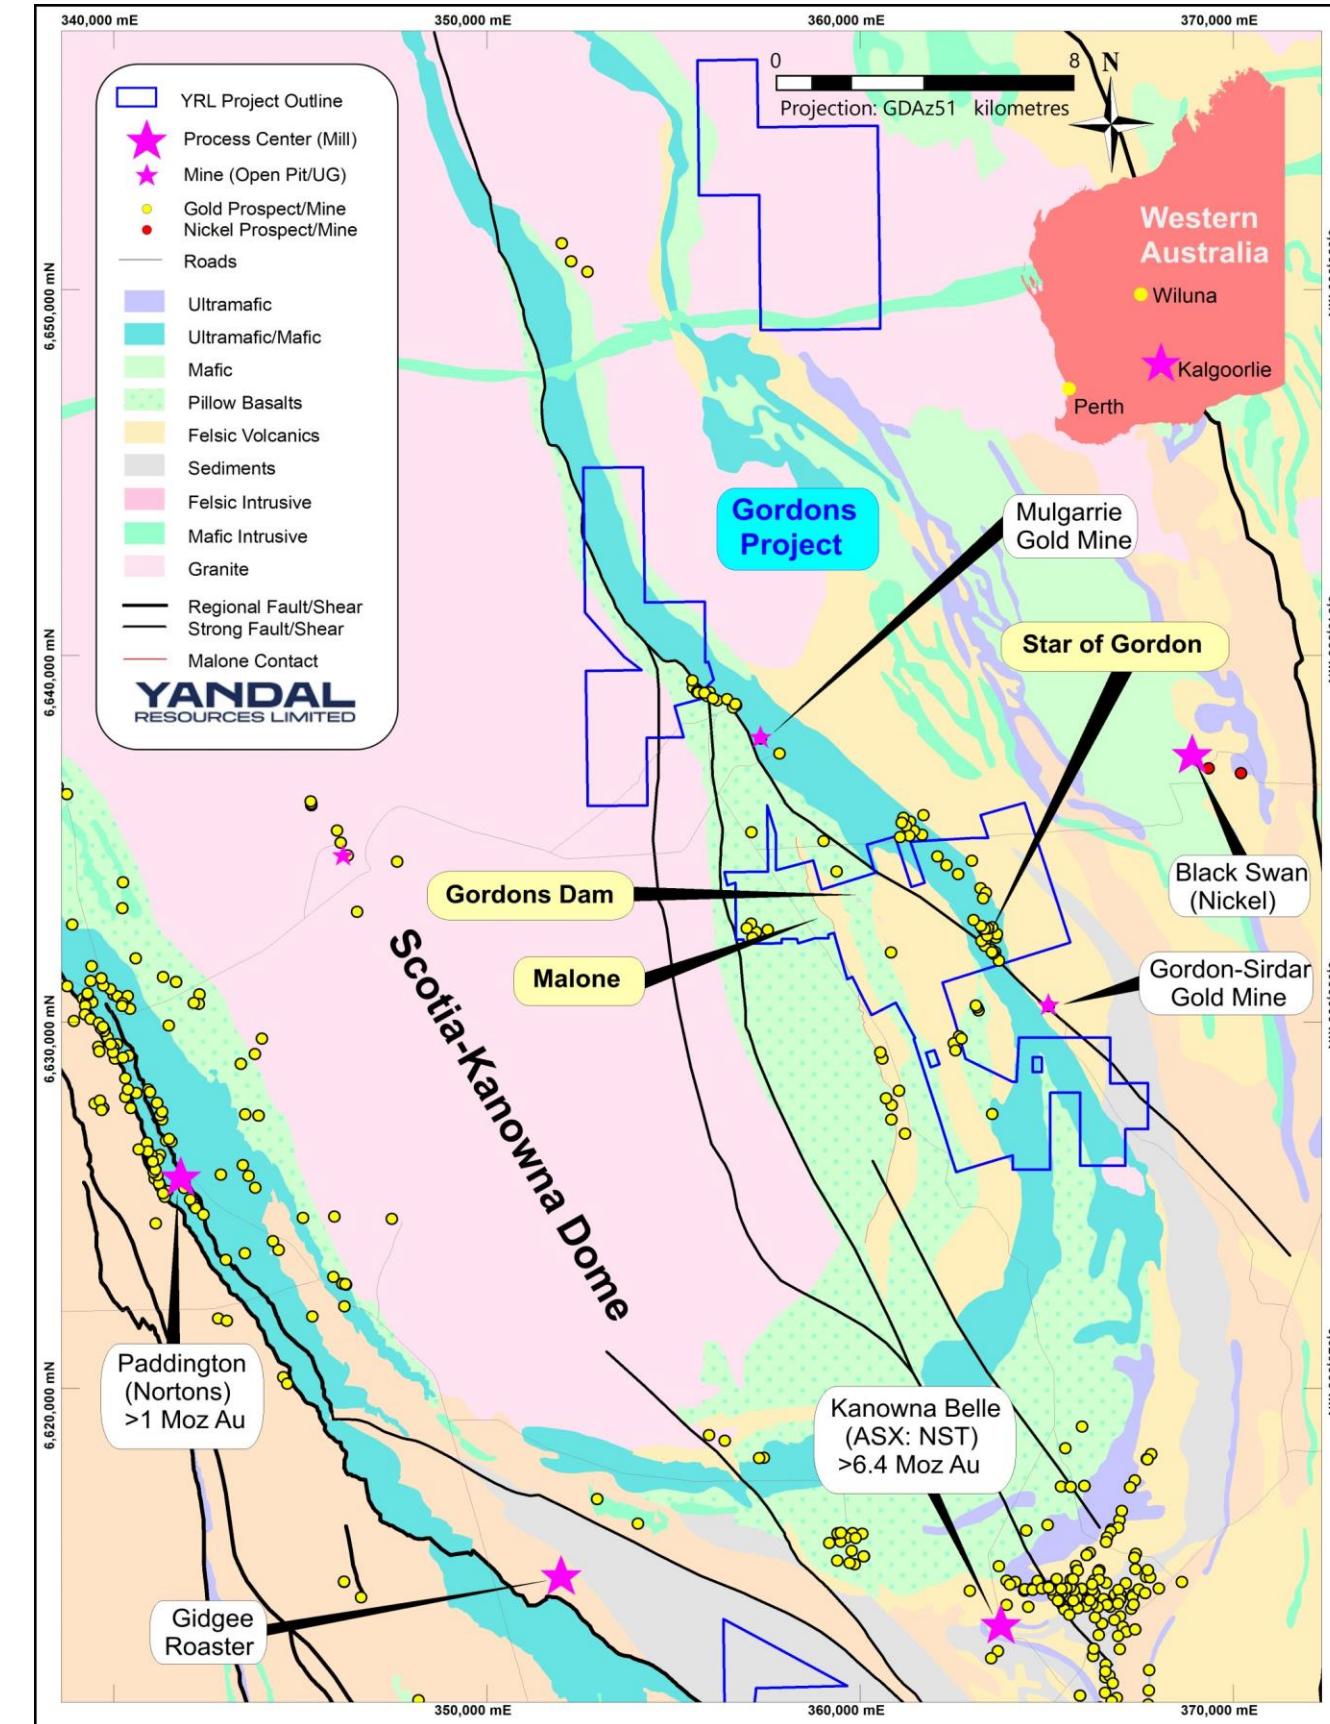 340,000 mE
350,000 mE
360,000 mE
370,000 mE
YRL Project Outline
Process Center (Mill)
Mine (Open Pit/UG)
Gold Prospect/Mine
Nickel Prospect/Mine
Roads
Ultramafic
Ultramafic/Mafic
Mafic
Pillow Basalts
Felsic Volcanics
Sediments
Felsic Intrusive
Mafic Intrusive
Granite
Regional Fault/Shear
Strong Fault/Shear
Malone Contact
YANDAL
RESOURCES LIMITED
0
8
N
Projection: GDAz51 kilometres
Western
Australia
Wiluna
Kalgoorlie
Perth
6,650,000 mN
6,640,000 mN
6,630,000 mN
6,620,000 mN
Gordons
Project
Mulgarrie
Gold Mine
Star of Gordon
Black Swan
(Nickel)
Gordons Dam
Malone
Gordon-Sirdar
Gold Mine
Scotia-Kanowna Dome
Paddington
(Nortons)
>1 Moz Au
Kanowna Belle
(ASX: NST)
>6.4 Moz Au
Gidgee
Roaster
350,000 mE
360,000 mE
370,000 mE